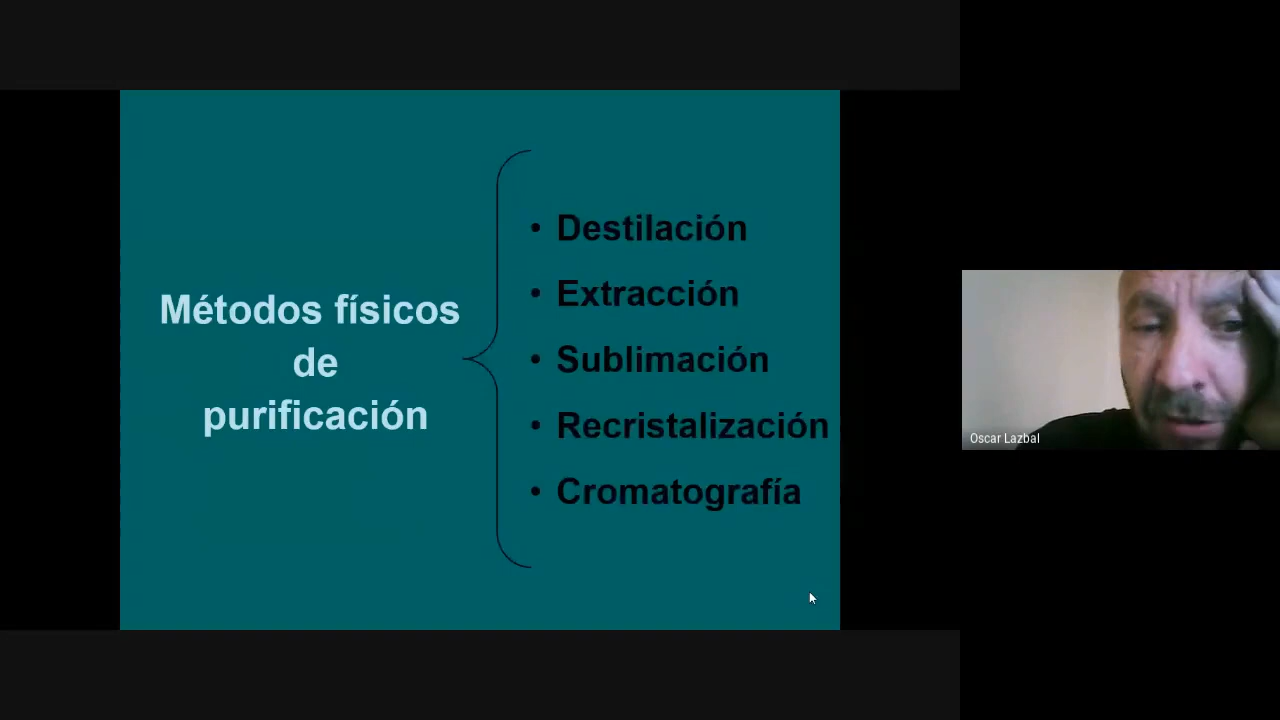 Métodos físicos
de
purificación
• Destilación
• Extracción
• Sublimación
• Recristalización
• Cromatografía
Oscar Lazbal